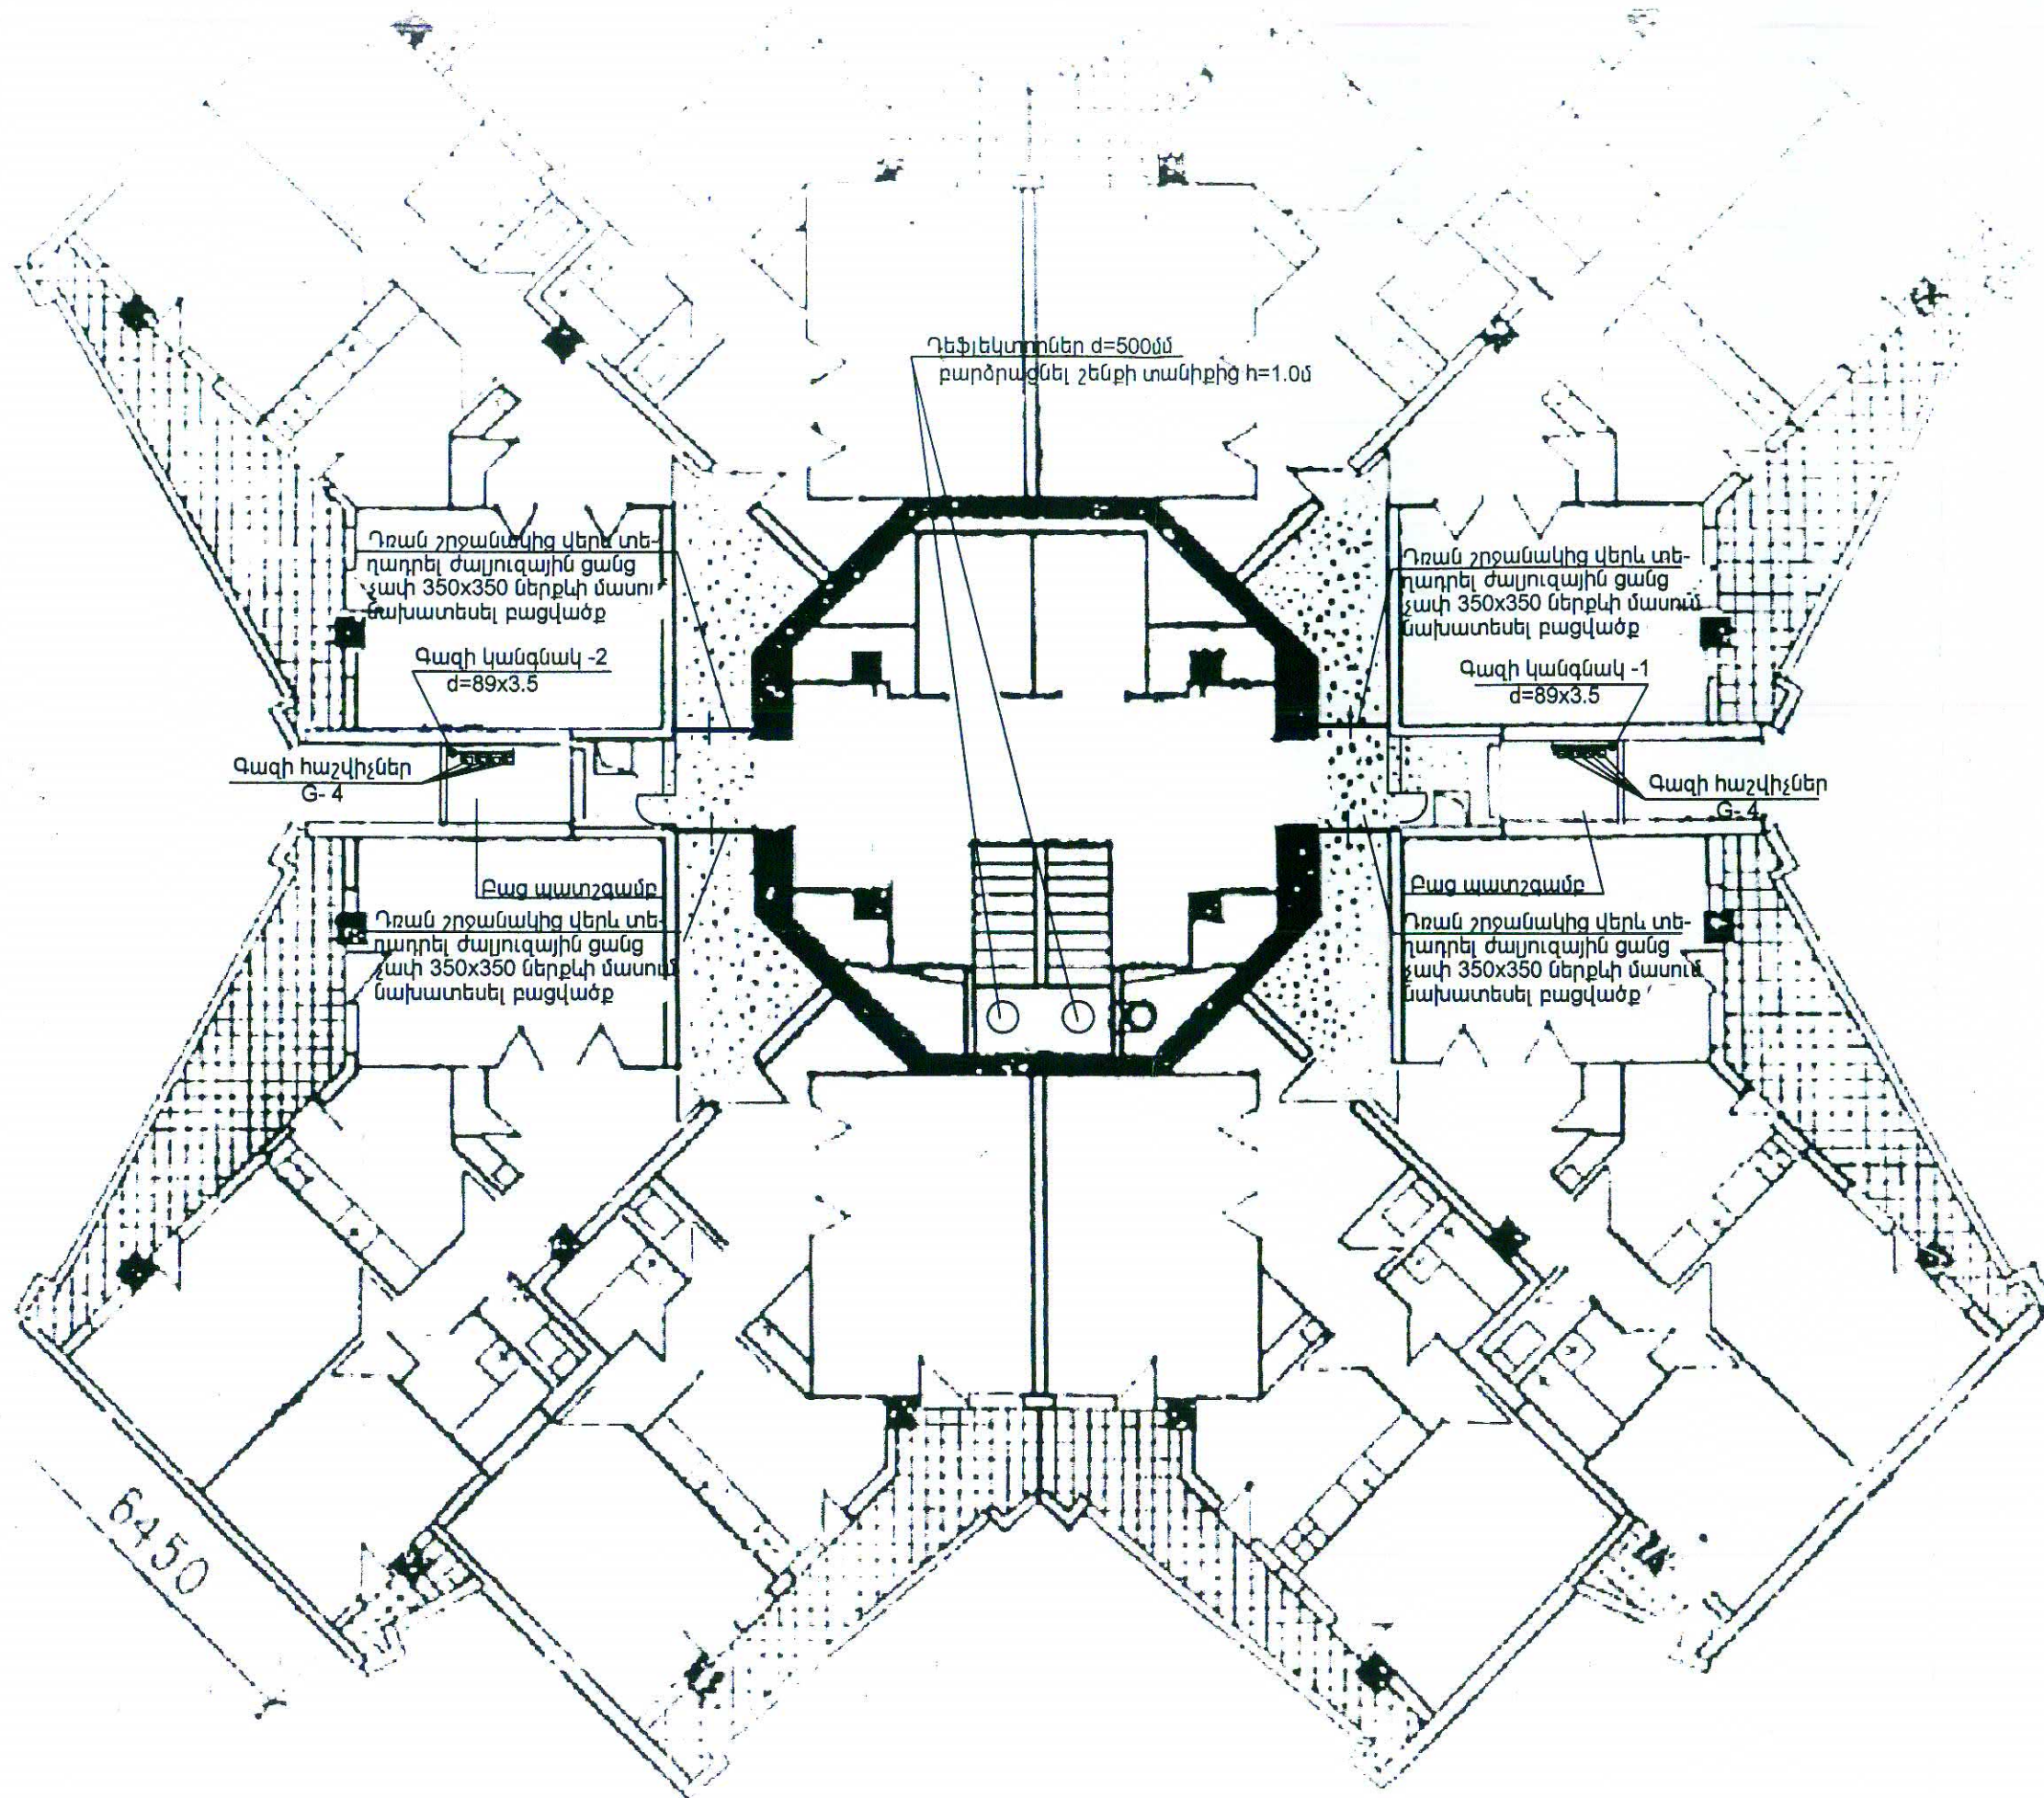 Դեֆլեկտորներ d=500մմ
բարձրացնել շենքի տանիքից h=1.0մ
Դռան շրջանակից վերև տե-
ղադրել ժալյուզային ցանց
չափ 350x350 ներքևի մասում
նախատեսել բացվածք
Գազի կանգնակ -2
d=89x3.5
Գազի հաշվիչներ
G- 4
Բաց պատշգամբ
Դռան շրջանակից վերև տե-
ղադրել ժալյուզային ցանց
չափ 350x350 ներքևի մասում
նախատեսել բացվածք
Դռան շրջանակից վերև տե-
ղադրել ժալյուզային ցանց
չափ 350x350 ներքևի մասում
նախատեսել բացվածք
Գազի կանգնակ -1
d=89x3.5
Գազի հաշվիչներ
G- 4
Բաց պատշգամբ
Դռան շրջանակից վերև տե-
ղադրել ժալյուզային ցանց
չափ 350x350 ներքևի մասում
նախատեսել բացվածք
6450